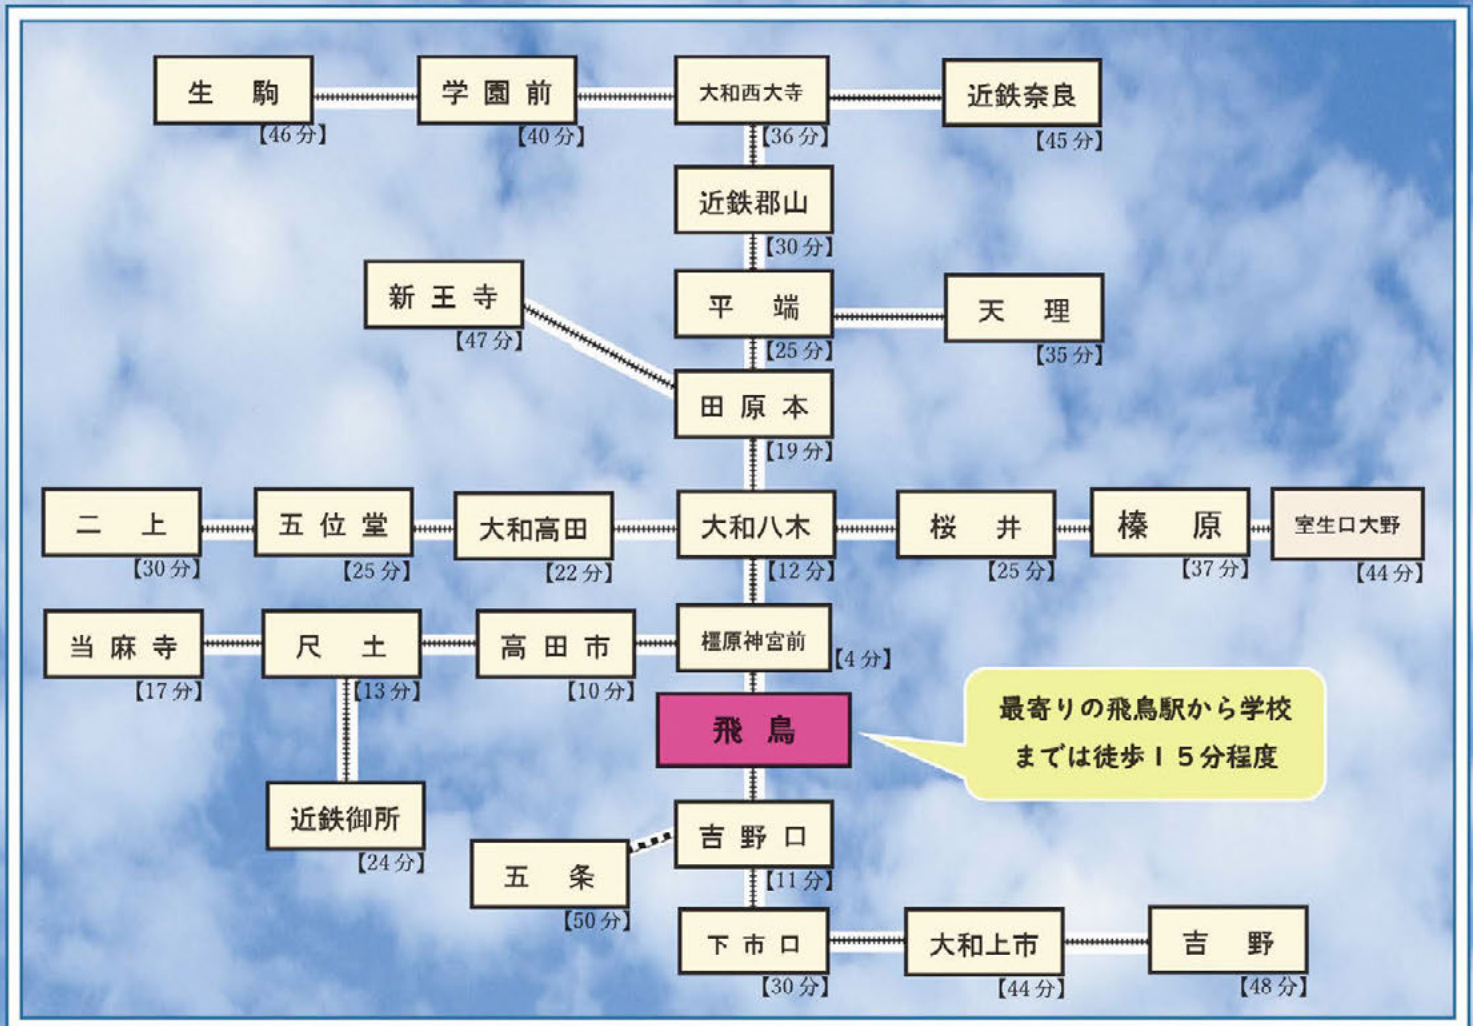 生駒
学園前
大和西大寺
近鉄奈良
【46分】
【40分】
【36分】
【45分】
近鉄郡山
【30分】
新王寺
【47分】
平端
【25分】
天理
【35分】
田原本
【19分】
二上
五位堂
大和高田
大和八木
桜井
榛原
室生口大野
【30分】
【25分】
【22分】
【12分】
【25分】
【37分】
【44分】
当麻寺
尺土
高田市
橿原神宮前
【4分】
【17分】
【13分】
【10分】
飛鳥
最寄りの飛鳥駅から学校
までは徒歩15分程度
近鉄御所
【24分】
吉野口
【11分】
五条
【50分】
下市口
大和上市
吉野
【30分】
【44分】
【48分】